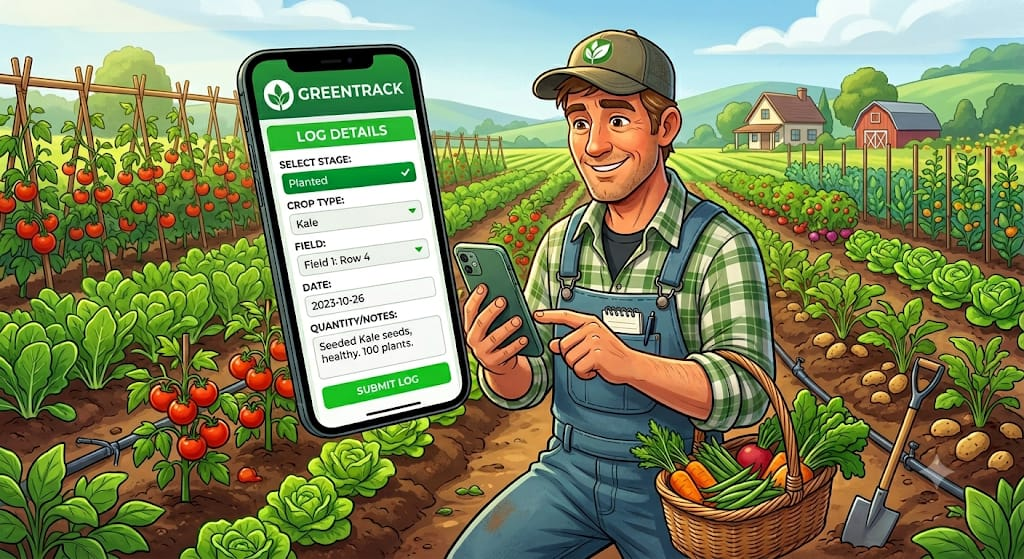 GREENTRACK
LOG DETAILS
SELECT STAGE:
Planted
CROP TYPE:
Kale
FIELD:
Field 1: Row 4
DATE:
2023-10-26
QUANTITY/NOTES:
Seeded Kale seeds,
healthy. 100 plants.
SUBMIT LOG